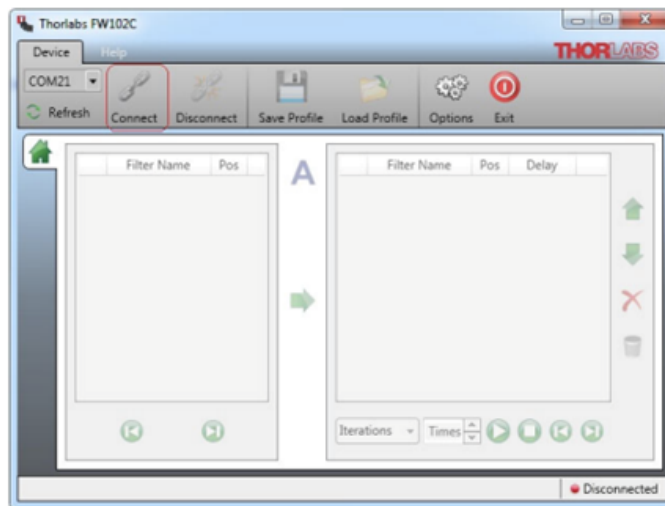 Thorlabs FW102C
Device Help
THORLABS
COM21
Refresh Connect Disconnect Save Profile Load Profile Options Exit
Filter Name Pos
A
Filter Name Pos Delay
Iterations Times
Disconnected